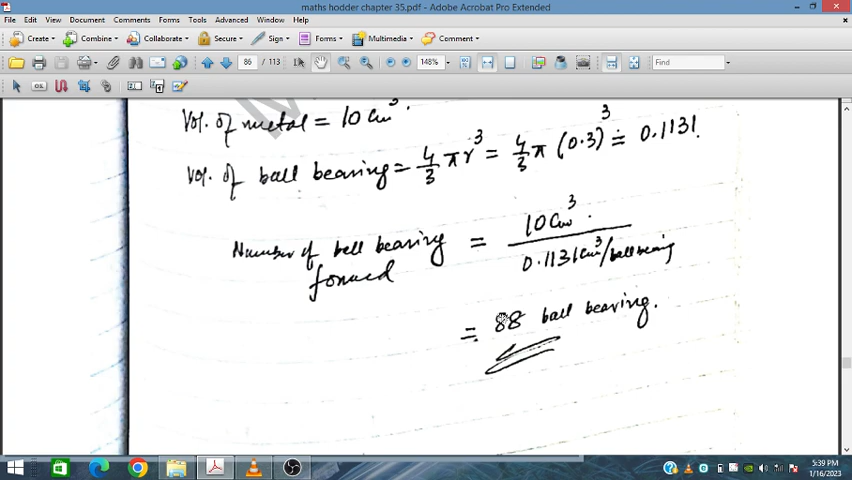 maths hodder chapter 35.pdf - Adobe Acrobat Pro Extended
File Edit View Document Comments Forms Tools Advanced Window Help
Create Combine Collaborate Secure Sign Forms Multimedia Comment
86 / 113 148% Find
Vol. of metal = 10 cm³.
Vol. of ball bearing = 4/3 πr³ = 4/3 π (0.3)³ ≐ 0.1131.
Number of ball bearing formed = 10 cm³. / 0.1131 cm³/ball bearing
= 88 ball bearing.
5:39 PM
1/16/2023